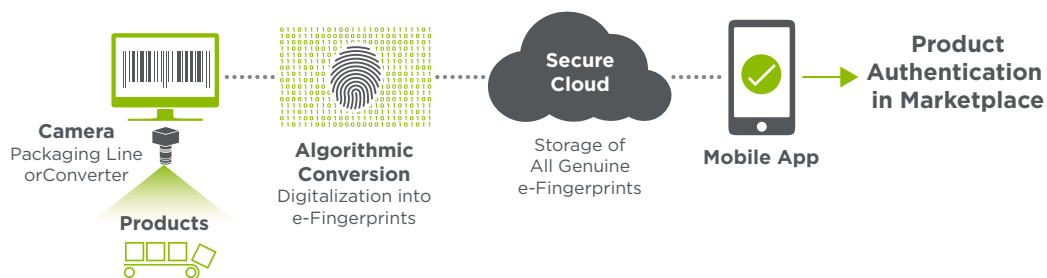 Camera
Packaging Line
orConverter
Products
Algorithmic
Conversion
Digitalization into
e-Fingerprints
Secure
Cloud
Storage of
All Genuine
e-Fingerprints
Mobile App
Product
Authentication
in Marketplace